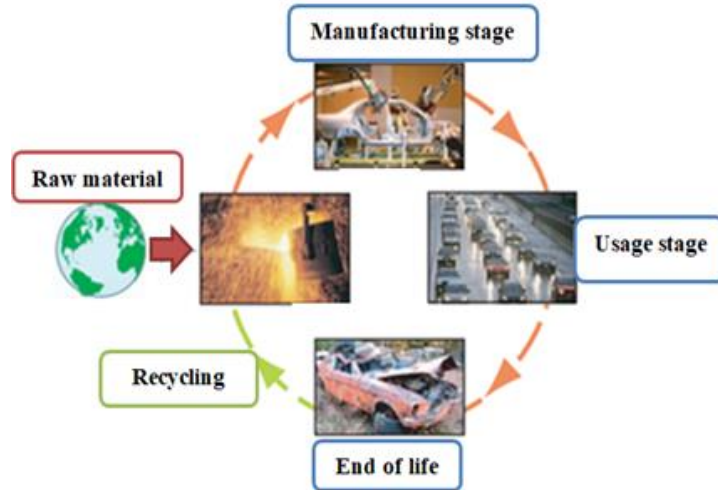 Manufacturing stage
Raw material
Usage stage
Recycling
End of life